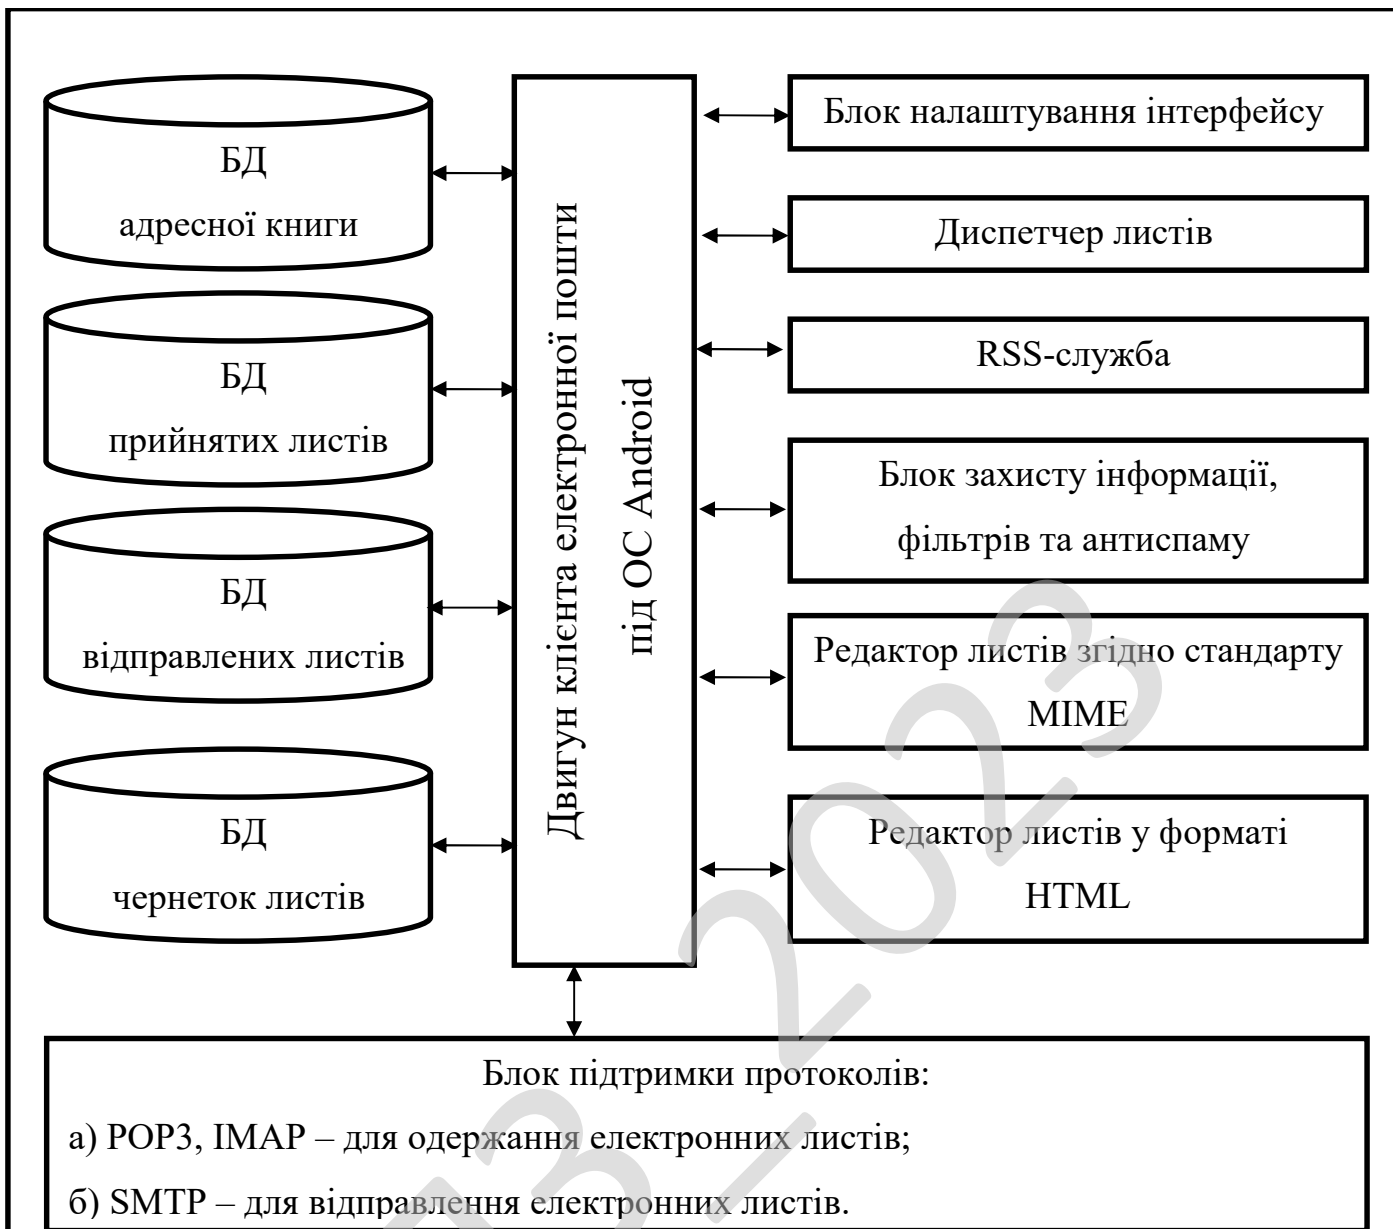 БД
адресної книги
БД
прийнятих листів
БД
відправлених листів
БД
чернеток листів
Двигун клієнта електронної пошти
під ОС Android
Блок налаштування інтерфейсу
Диспетчер листів
RSS-служба
Блок захисту інформації,
фільтрів та антиспаму
Редактор листів згідно стандарту
MIME
Редактор листів у форматі
HTML
Блок підтримки протоколів:
а) POP3, IMAP – для одержання електронних листів;
б) SMTP – для відправлення електронних листів.